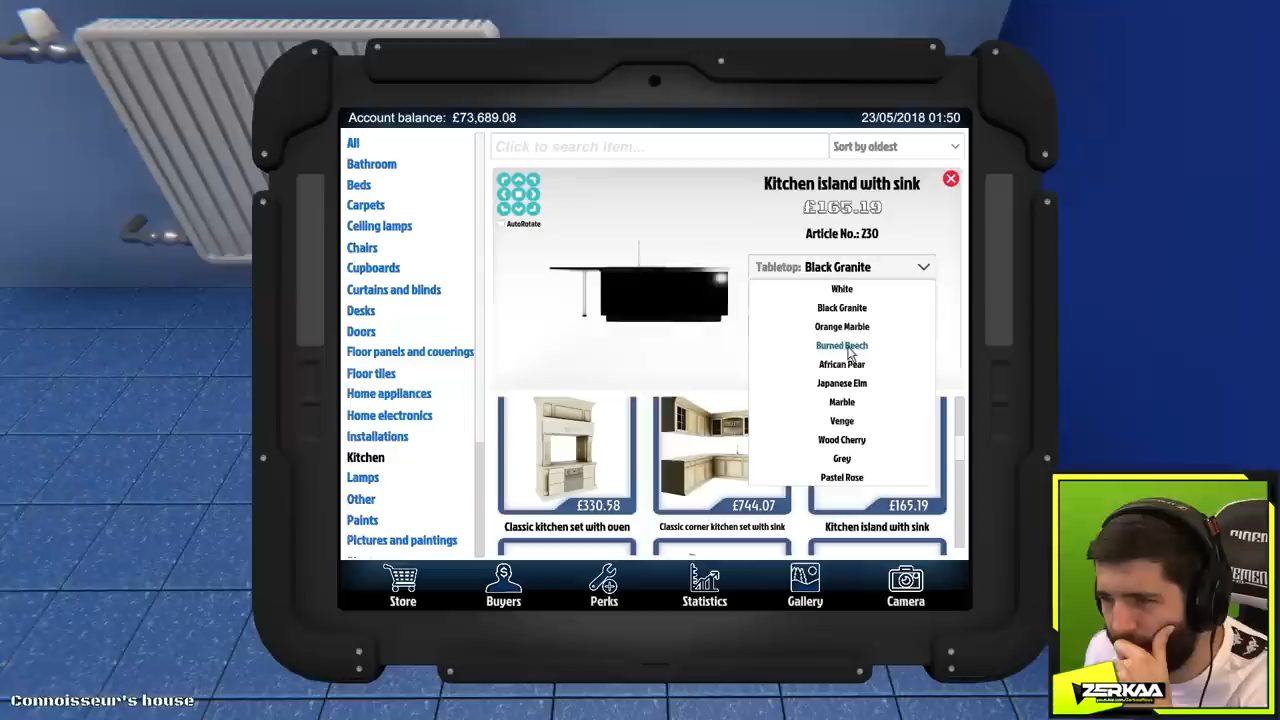 Account balance: £73,689.08
23/05/2018 01:50
All
Bathroom
Beds
Carpets
Ceiling lamps
Chairs
Cupboards
Curtains and blinds
Desks
Doors
Floor panels and coverings
Floor tiles
Home appliances
Home electronics
Installations
Kitchen
Lamps
Other
Paints
Pictures and paintings
Click to search item...
Sort by oldest
AutoRotate
Kitchen island with sink
£165.19
Article No.: 230
Tabletop: Black Granite
White
Black Granite
Orange Marble
Burned Beech
African Pear
Japanese Elm
Marble
Venge
Wood Cherry
Grey
Pastel Rose
£330.58
£744.07
£165.19
Classic kitchen set with oven
Classic corner kitchen set with sink
Kitchen island with sink
Store
Buyers
Perks
Statistics
Gallery
Camera
Connoisseur's house
ZERKAA